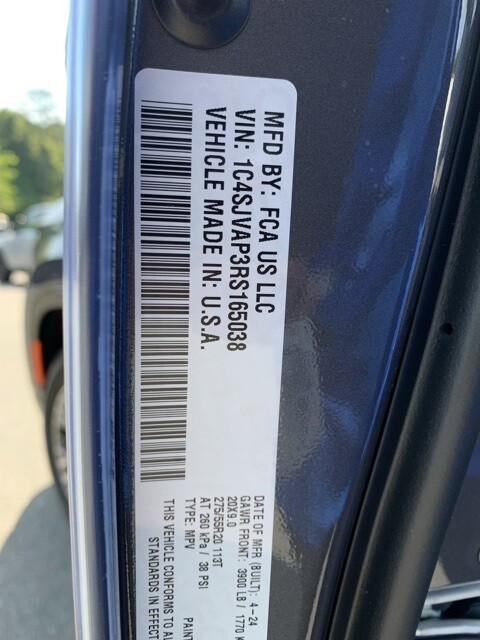 MFD BY: FCA US LLC
VIN: 1C4SJVAP3RS165038
VEHICLE MADE IN: U.S.A.
DATE OF MFR (BUILT): 4-24
GAWR FRONT: 3900 LB / 1770
20X9.0
275/55R20 113T
AT 260 kPa / 38 PSI
TYPE: MPV
THIS VEHICLE CONFORMS TO
STANDARDS IN EFFECT